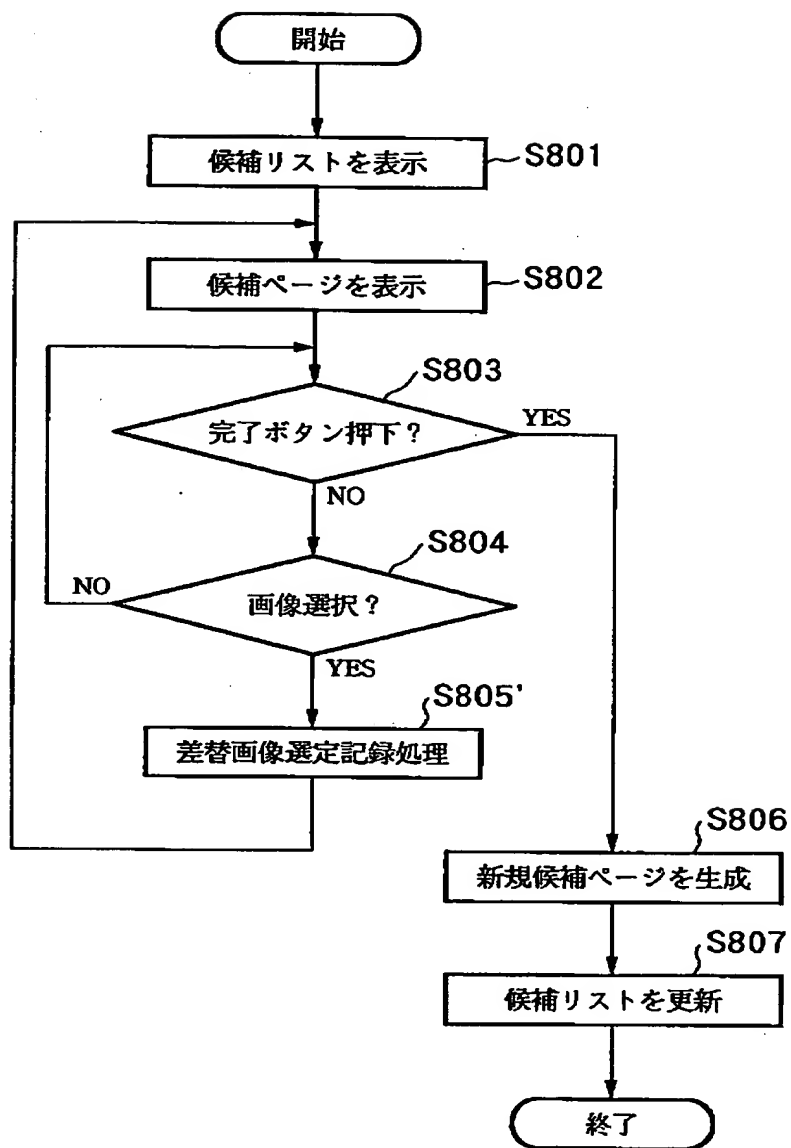 開始
候補リストを表示
S801
候補ページを表示
S802
S803
完了ボタン押下?
YES
NO
S804
画像選択?
NO
YES
S805'
差替画像選定記録処理
S806
新規候補ページを生成
S807
候補リストを更新
終了